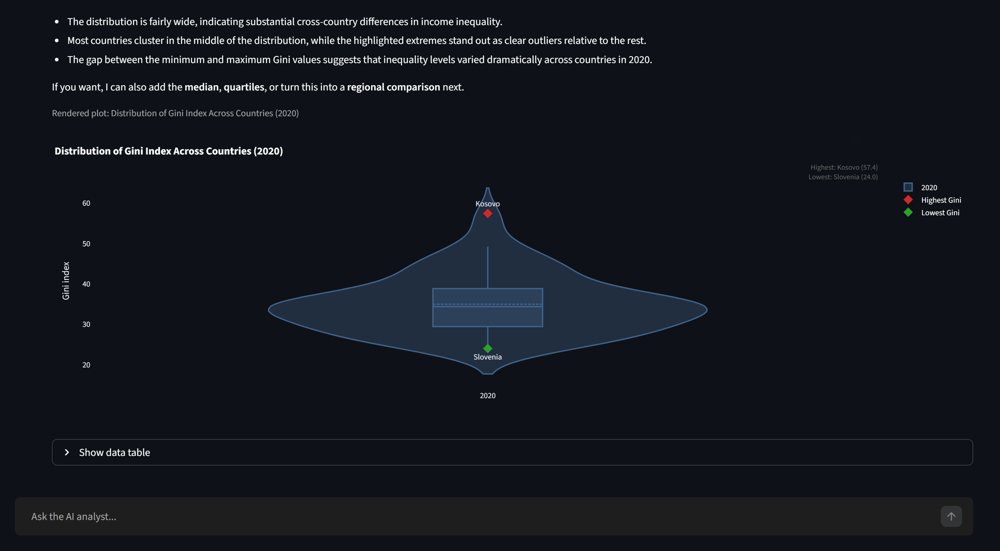 The distribution is fairly wide, indicating substantial cross-country differences in income inequality.
Most countries cluster in the middle of the distribution, while the highlighted extremes stand out as clear outliers relative to the rest.
The gap between the minimum and maximum Gini values suggests that inequality levels varied dramatically across countries in 2020.
If you want, I can also add the median, quartiles, or turn this into a regional comparison next.
Rendered plot: Distribution of Gini Index Across Countries (2020)
Distribution of Gini Index Across Countries (2020)
Highest: Kosovo (57.4)
Lowest: Slovenia (24.0)
2020
Highest Gini
Lowest Gini
Gini index
60
50
40
30
20
Kosovo
Slovenia
2020
Show data table
Ask the AI analyst...